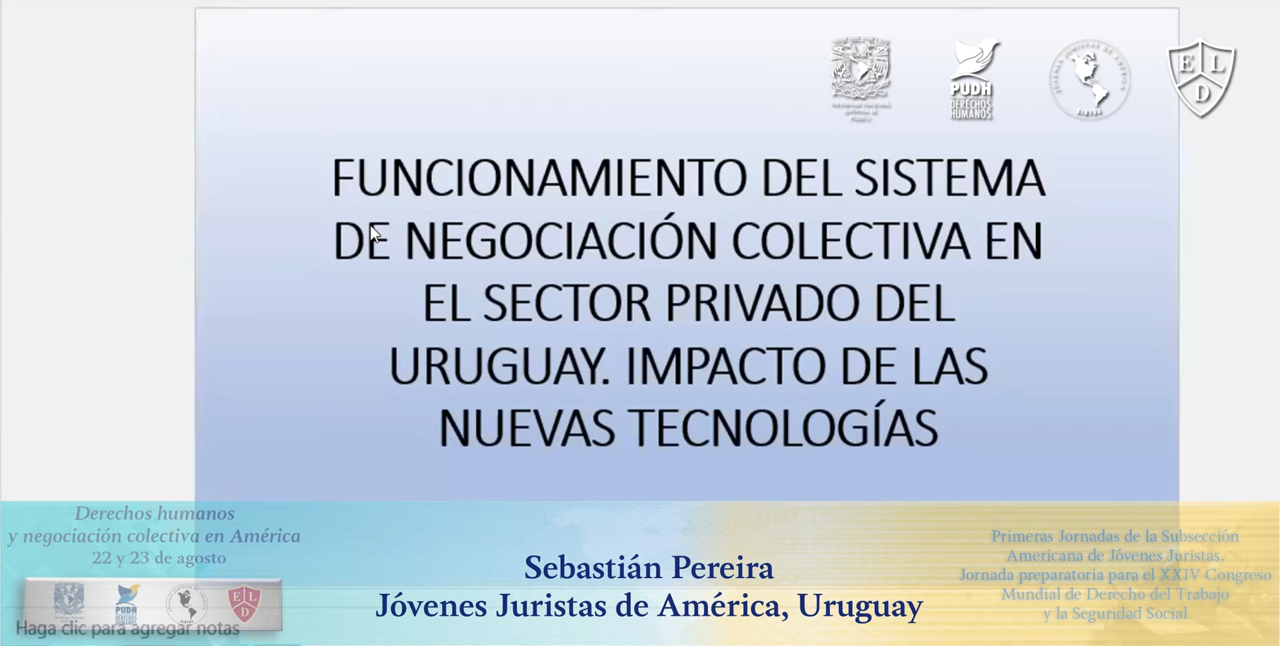 PUDH
DERECHOS
HUMANOS
E L
D
FUNCIONAMIENTO DEL SISTEMA
DE NEGOCIACIÓN COLECTIVA EN
EL SECTOR PRIVADO DEL
URUGUAY. IMPACTO DE LAS
NUEVAS TECNOLOGÍAS
Derechos humanos
y negociación colectiva en América
22 y 23 de agosto
PUDH
E L
D
Haga clic para agregar notas
Sebastián Pereira
Jóvenes Juristas de América, Uruguay
Primeras Jornadas de la Subsección
Americana de Jóvenes Juristas.
Jornada preparatoria para el XXIV Congreso
Mundial de Derecho del Trabajo
y la Seguridad Social